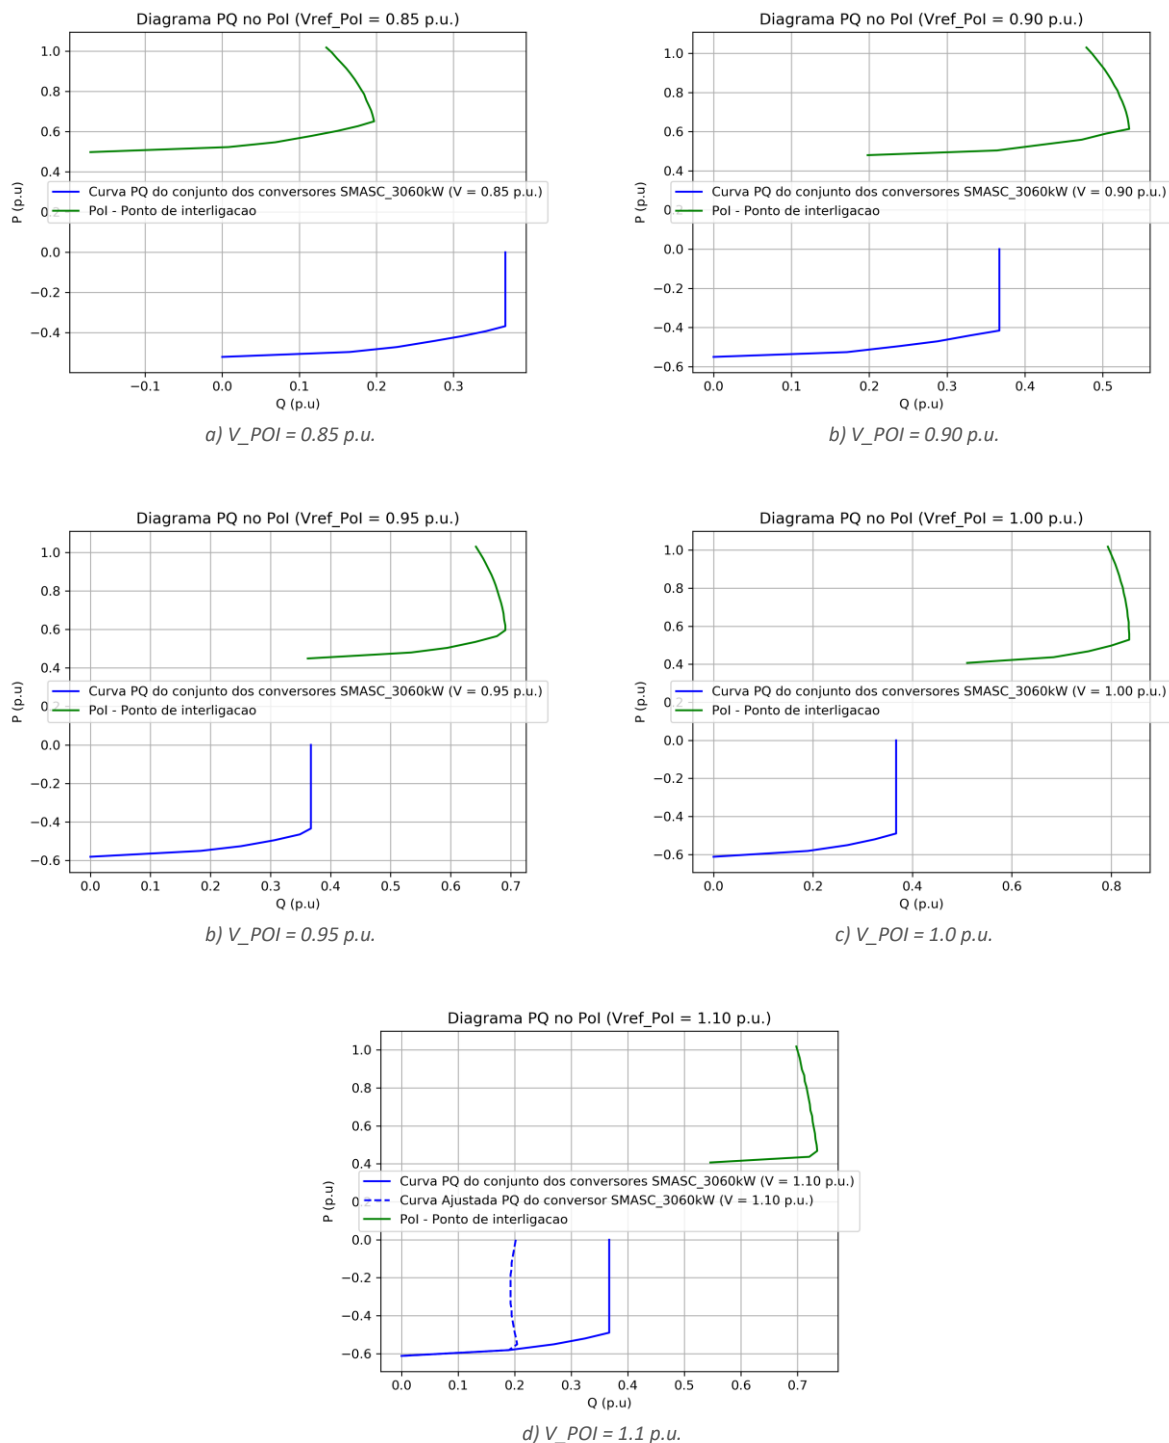 Diagrama PQ no PoI (Vref_PoI = 0.85 p.u.)
1.0
0.8
0.6
0.4
0.0
−0.2
−0.4
P (p.u)
Curva PQ do conjunto dos conversores SMASC_3060kW (V = 0.85 p.u.)
PoI - Ponto de interligacao
−0.1 0.0 0.1 0.2 0.3
Q (p.u)
a) V_POI = 0.85 p.u.
Diagrama PQ no PoI (Vref_PoI = 0.90 p.u.)
1.0
0.8
0.6
0.4
0.0
−0.2
−0.4
−0.6
P (p.u)
Curva PQ do conjunto dos conversores SMASC_3060kW (V = 0.90 p.u.)
PoI - Ponto de interligacao
0.0 0.1 0.2 0.3 0.4 0.5
Q (p.u)
b) V_POI = 0.90 p.u.
Diagrama PQ no PoI (Vref_PoI = 0.95 p.u.)
1.0
0.8
0.6
0.4
0.0
−0.2
−0.4
−0.6
P (p.u)
Curva PQ do conjunto dos conversores SMASC_3060kW (V = 0.95 p.u.)
PoI - Ponto de interligacao
0.0 0.1 0.2 0.3 0.4 0.5 0.6 0.7
Q (p.u)
b) V_POI = 0.95 p.u.
Diagrama PQ no PoI (Vref_PoI = 1.00 p.u.)
1.0
0.8
0.6
0.4
0.2
0.0
−0.2
−0.4
−0.6
P (p.u)
Curva PQ do conjunto dos conversores SMASC_3060kW (V = 1.00 p.u.)
PoI - Ponto de interligacao
0.0 0.2 0.4 0.6 0.8
Q (p.u)
c) V_POI = 1.0 p.u.
Diagrama PQ no PoI (Vref_PoI = 1.10 p.u.)
1.0
0.8
0.6
0.4
0.0
−0.2
−0.4
−0.6
P (p.u)
Curva PQ do conjunto dos conversores SMASC_3060kW (V = 1.10 p.u.)
Curva Ajustada PQ do conversor SMASC_3060kW (V = 1.10 p.u.)
PoI - Ponto de interligacao
0.0 0.1 0.2 0.3 0.4 0.5 0.6 0.7
Q (p.u)
d) V_POI = 1.1 p.u.